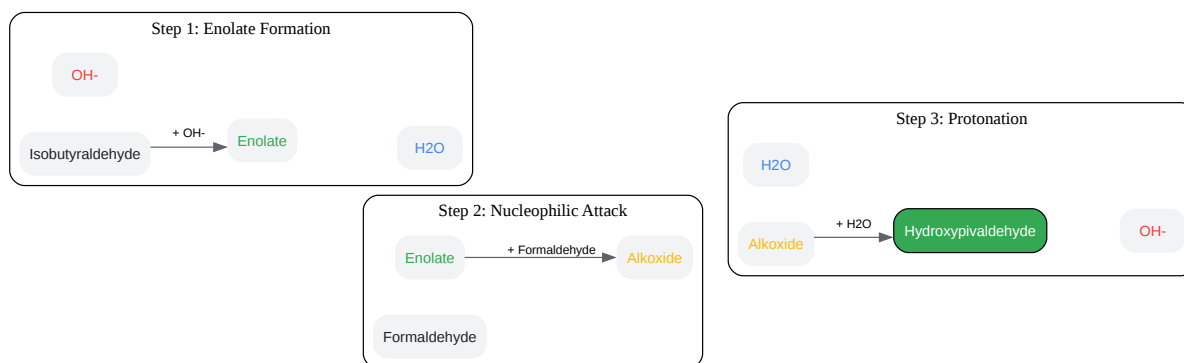 Step 1: Enolate Formation
OH-
Isobutyraldehyde
+ OH-
Enolate
H2O
Step 2: Nucleophilic Attack
Enolate
+ Formaldehyde
Alkoxide
Formaldehyde
Step 3: Protonation
H2O
Alkoxide
+ H2O
Hydroxypivaldehyde
OH-